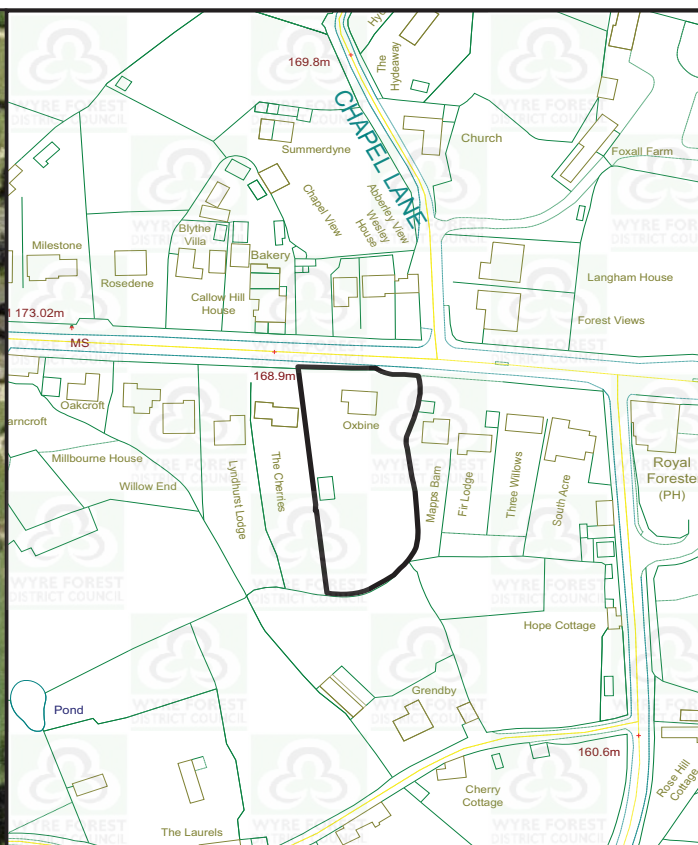 Hy
169.8m
The
Hydeaway
CHAPEL LANE
Church
Summerdyne
Foxall Farm
Chapel View
Abberley View
Wesley
House
Blythe
Villa
Milestone
Bakery
Rosedene
Langham House
Callow Hill
House
173.02m
Forest Views
MS
168.9m
Oakcroft
arncroft
Oxbine
Millbourne House
Willow End
Lyndhurst Lodge
The Cherries
Mapps Barn
Fir Lodge
Three Willows
South Acre
Royal
Foreste
(PH)
Hope Cottage
Grendby
Pond
160.6m
Cherry
Cottage
Rose Hill
Cottage
The Laurels
WYRE FOREST
DISTRICT COUNCIL